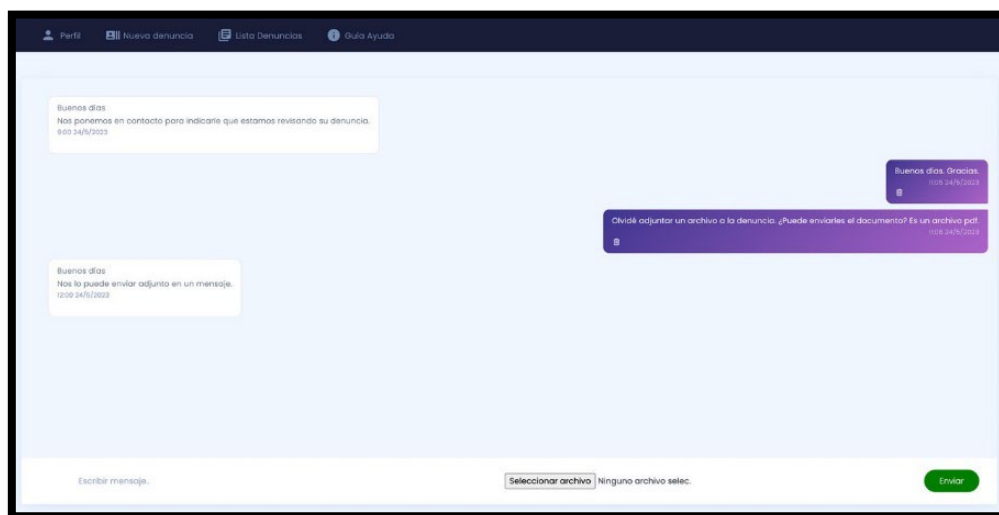 Perfil Nueva denuncia Lista Denuncias Guía Ayuda
Buenos días
Nos ponemos en contacto para indicarle que estamos revisando su denuncia.
9:00 24/5/2023
Buenos días. Gracias.
11:05 24/5/2023
Olvidé adjuntar un archivo a la denuncia. ¿Puede enviarles el documento? Es un archivo pdf.
11:08 24/5/2023
Buenos días
Nos lo puede enviar adjunto en un mensaje.
12:00 24/5/2023
Escribir mensaje. Seleccionar archivo Ninguno archivo selec. Enviar